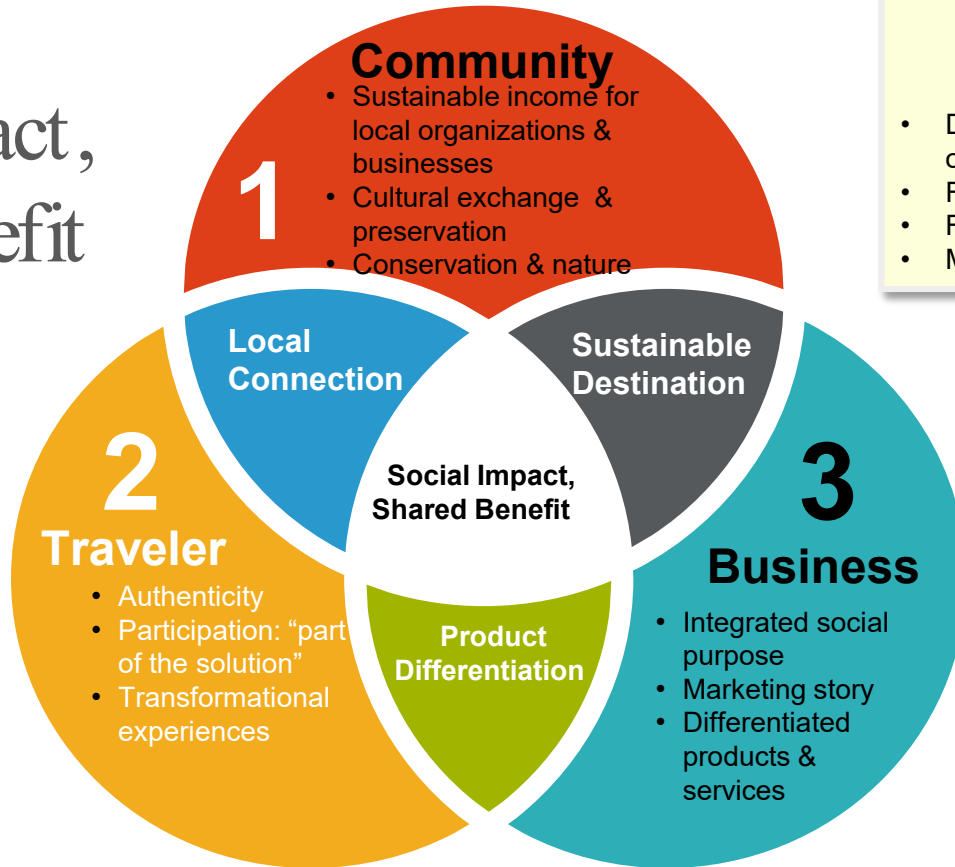 act,
efit
Community
• Sustainable income for
local organizations &
businesses
• Cultural exchange &
preservation
• Conservation & nature
1
Local
Connection
Sustainable
Destination
Social Impact,
Shared Benefit
2
Traveler
• Authenticity
• Participation: “part
of the solution”
• Transformational
experiences
3
Business
• Integrated social
purpose
• Marketing story
• Differentiated
products &
services
Product
Differentiation